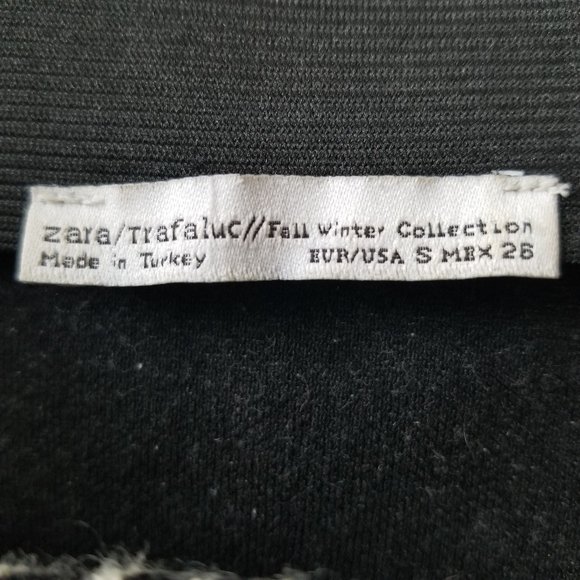 zara/Trafaluc//Fall Winter Collection
Made in Turkey EUR/USA S MEX 26